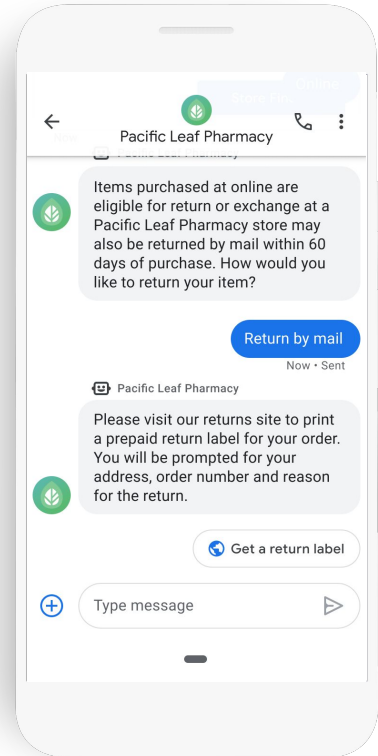 Pacific Leaf Pharmacy
Pacific Leaf Pharmacy
Items purchased at online are
eligible for return or exchange at a
Pacific Leaf Pharmacy store may
also be returned by mail within 60
days of purchase. How would you
like to return your item?
Return by mail
Now • Sent
Pacific Leaf Pharmacy
Please visit our returns site to print
a prepaid return label for your order.
You will be prompted for your
address, order number and reason
for the return.
Get a return label
Type message